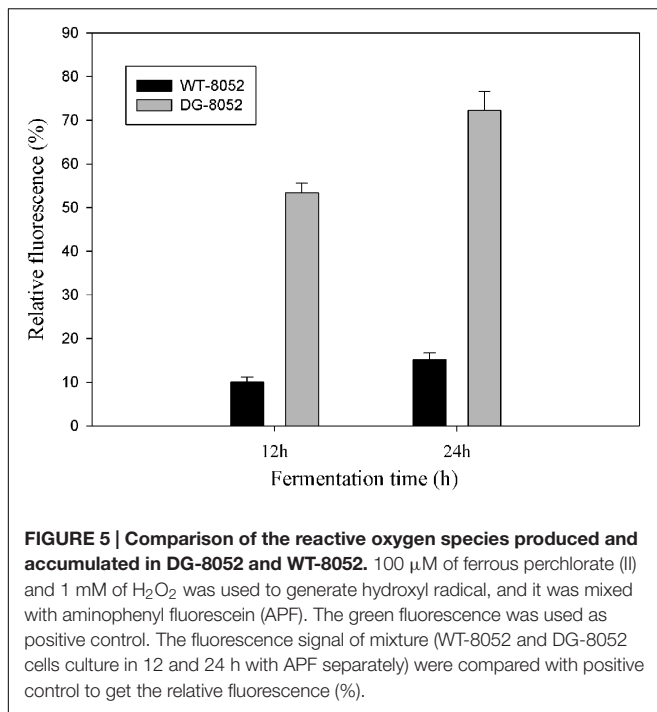 90
80
70
60
50
40
30
20
10
0
Relative fluorescence (%)
WT-8052
DG-8052
12h 24h
Fermentation time (h)
FIGURE 5 | Comparison of the reactive oxygen species produced and
accumulated in DG-8052 and WT-8052. 100 μM of ferrous perchlorate (II)
and 1 mM of H₂O₂ was used to generate hydroxyl radical, and it was mixed
with aminophenyl fluorescein (APF). The green fluorescence was used as
positive control. The fluorescence signal of mixture (WT-8052 and DG-8052
cells culture in 12 and 24 h with APF separately) were compared with positive
control to get the relative fluorescence (%).